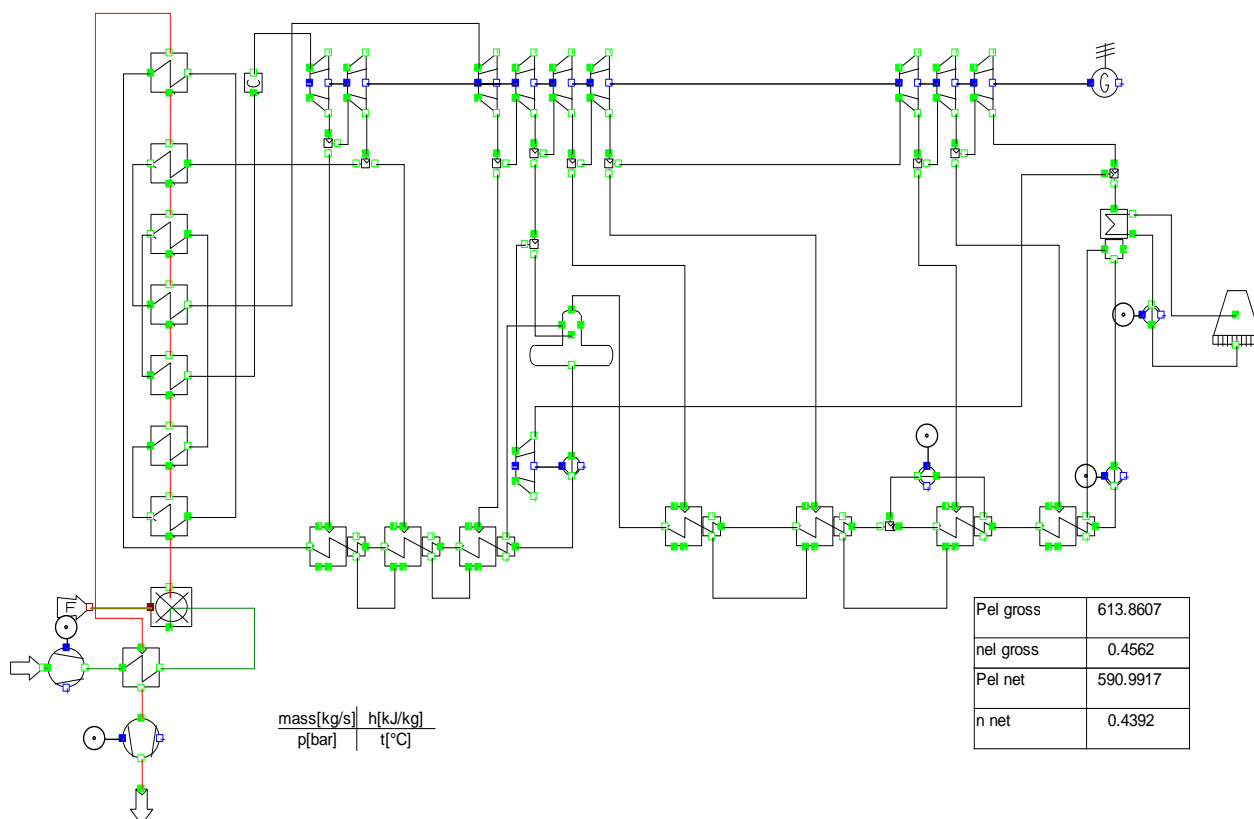 C
G
F
Pel gross 613.8607
nel gross 0.4562
Pel net 590.9917
n net 0.4392
mass[kg/s] h[kJ/kg]
p[bar] t[°C]